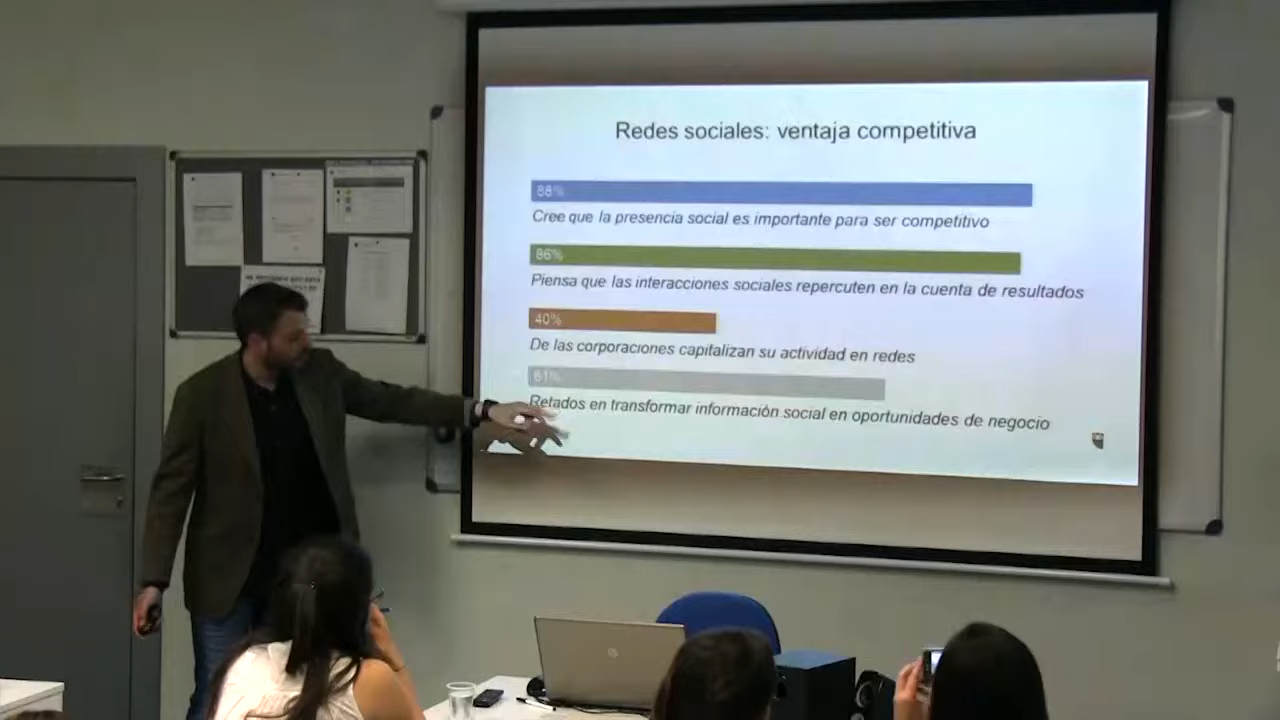 Redes sociales: ventaja competitiva
88%
Cree que la presencia social es importante para ser competitivo
86%
Piensa que las interacciones sociales repercuten en la cuenta de resultados
40%
De las corporaciones capitalizan su actividad en redes
61%
Retados en transformar información social en oportunidades de negocio